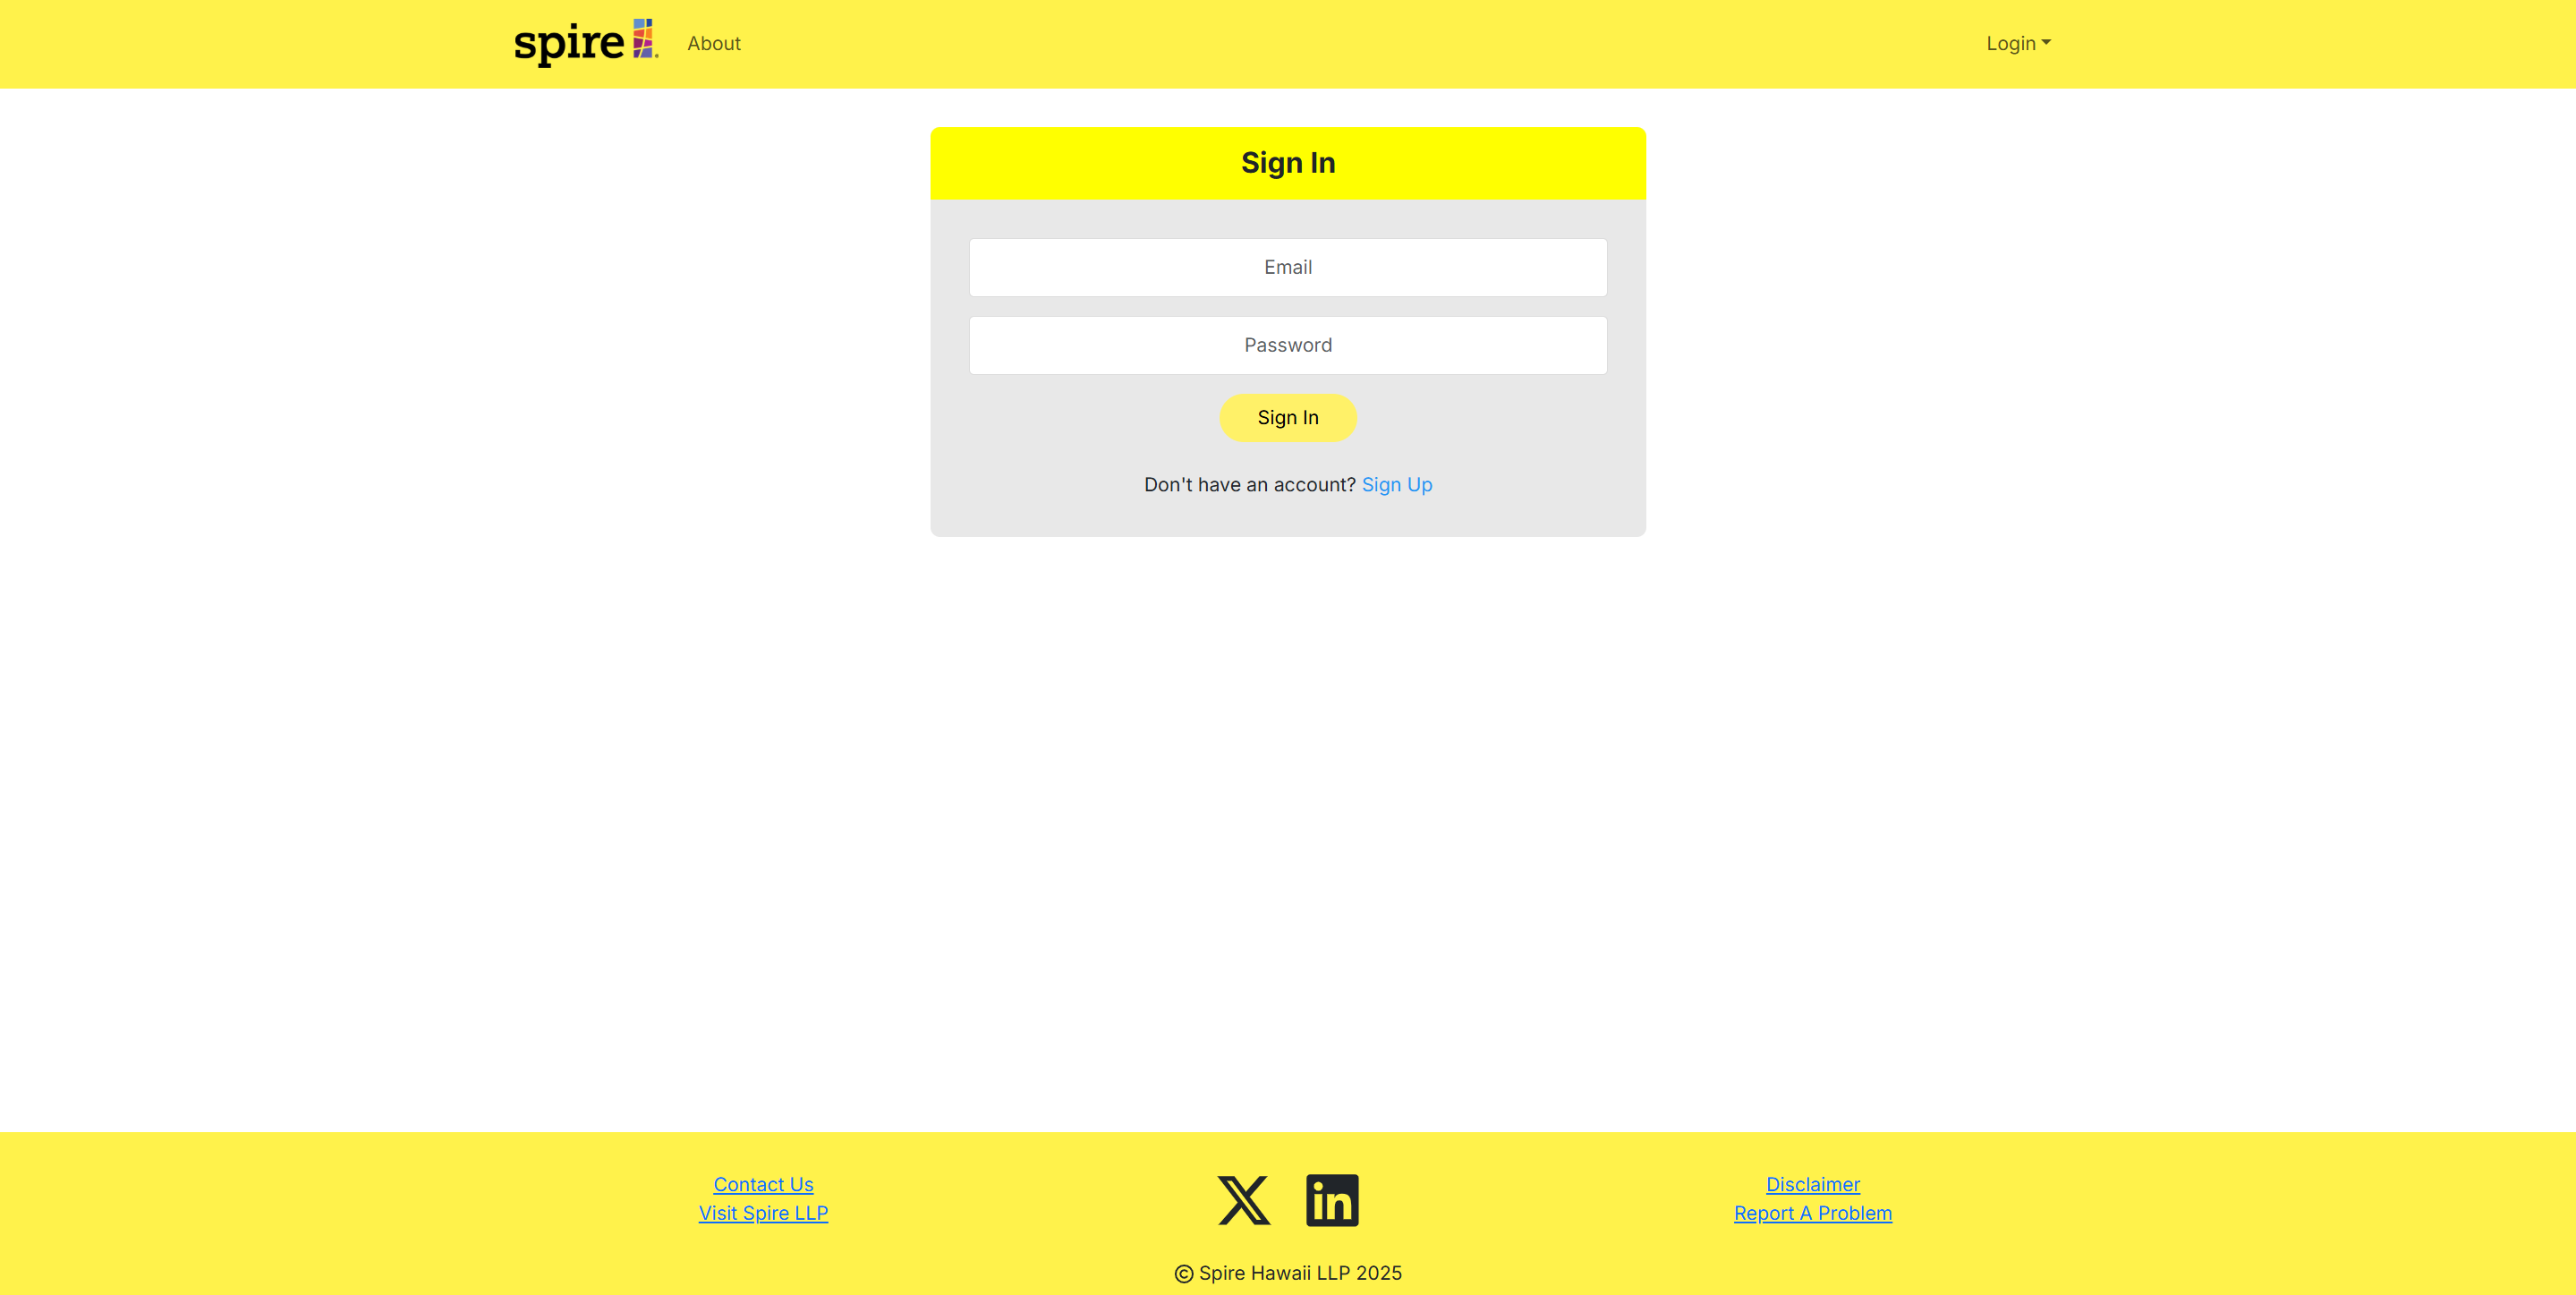 spire
About
Login
Sign In
Email
Password
Sign In
Don't have an account? Sign Up
Contact Us
Visit Spire LLP
X in
Disclaimer
Report A Problem
© Spire Hawaii LLP 2025